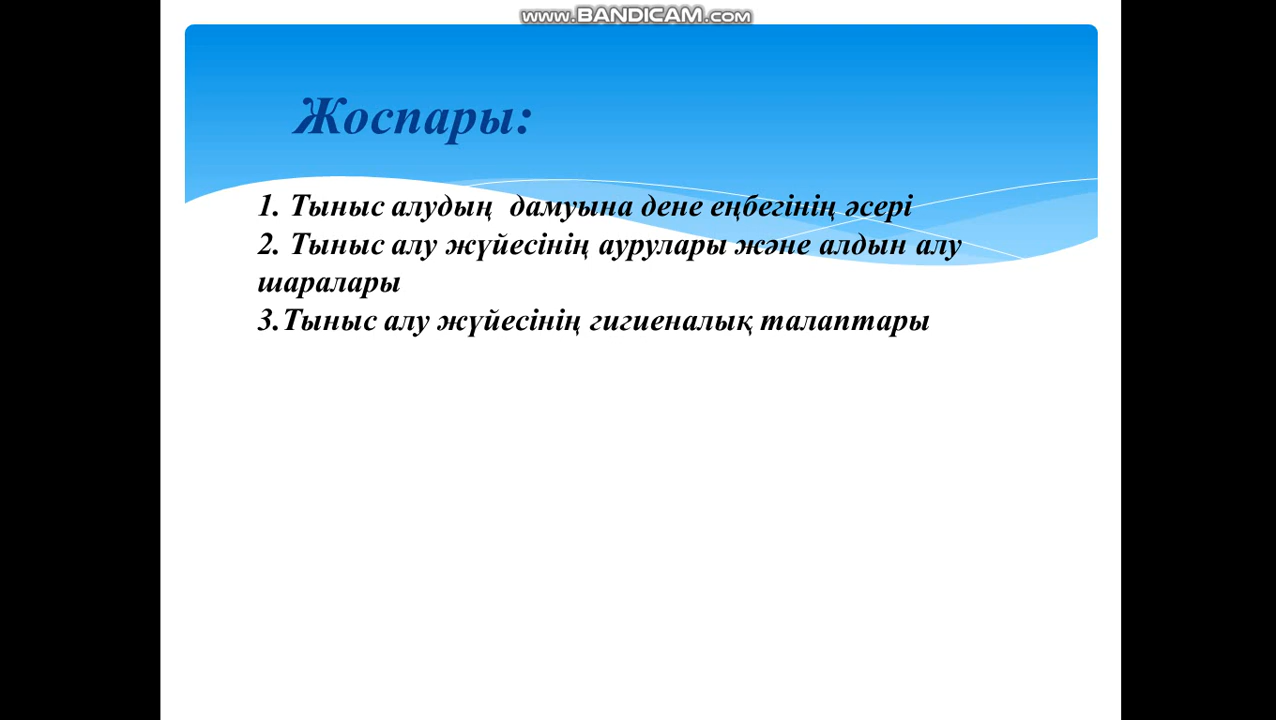 www.BANDICAM.com
Жоспары:
1. Тыныс алудың дамуына дене еңбегінің әсері
2. Тыныс алу жүйесінің аурулары және алдын алу
шаралары
3.Тыныс алу жүйесінің гигиеналық талаптары